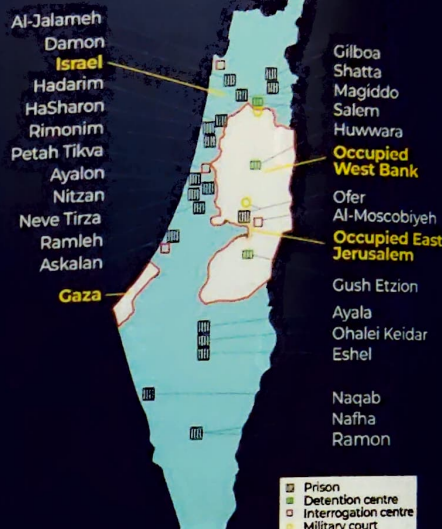 Al-Jalameh
Damon
Israel
Hadarim
HaSharon
Rimonim
Petah Tikva
Ayalon
Nitzan
Neve Tirza
Ramleh
Askalan
Gaza
Gilboa
Shatta
Magiddo
Salem
Huwwara
Occupied
West Bank
Ofer
Al-Moscobiyeh
Occupied East
Jerusalem
Gush Etzion
Ayala
Ohalei Keidar
Eshel
Naqab
Nafha
Ramon
Prison
Detention centre
Interrogation centre
Military court